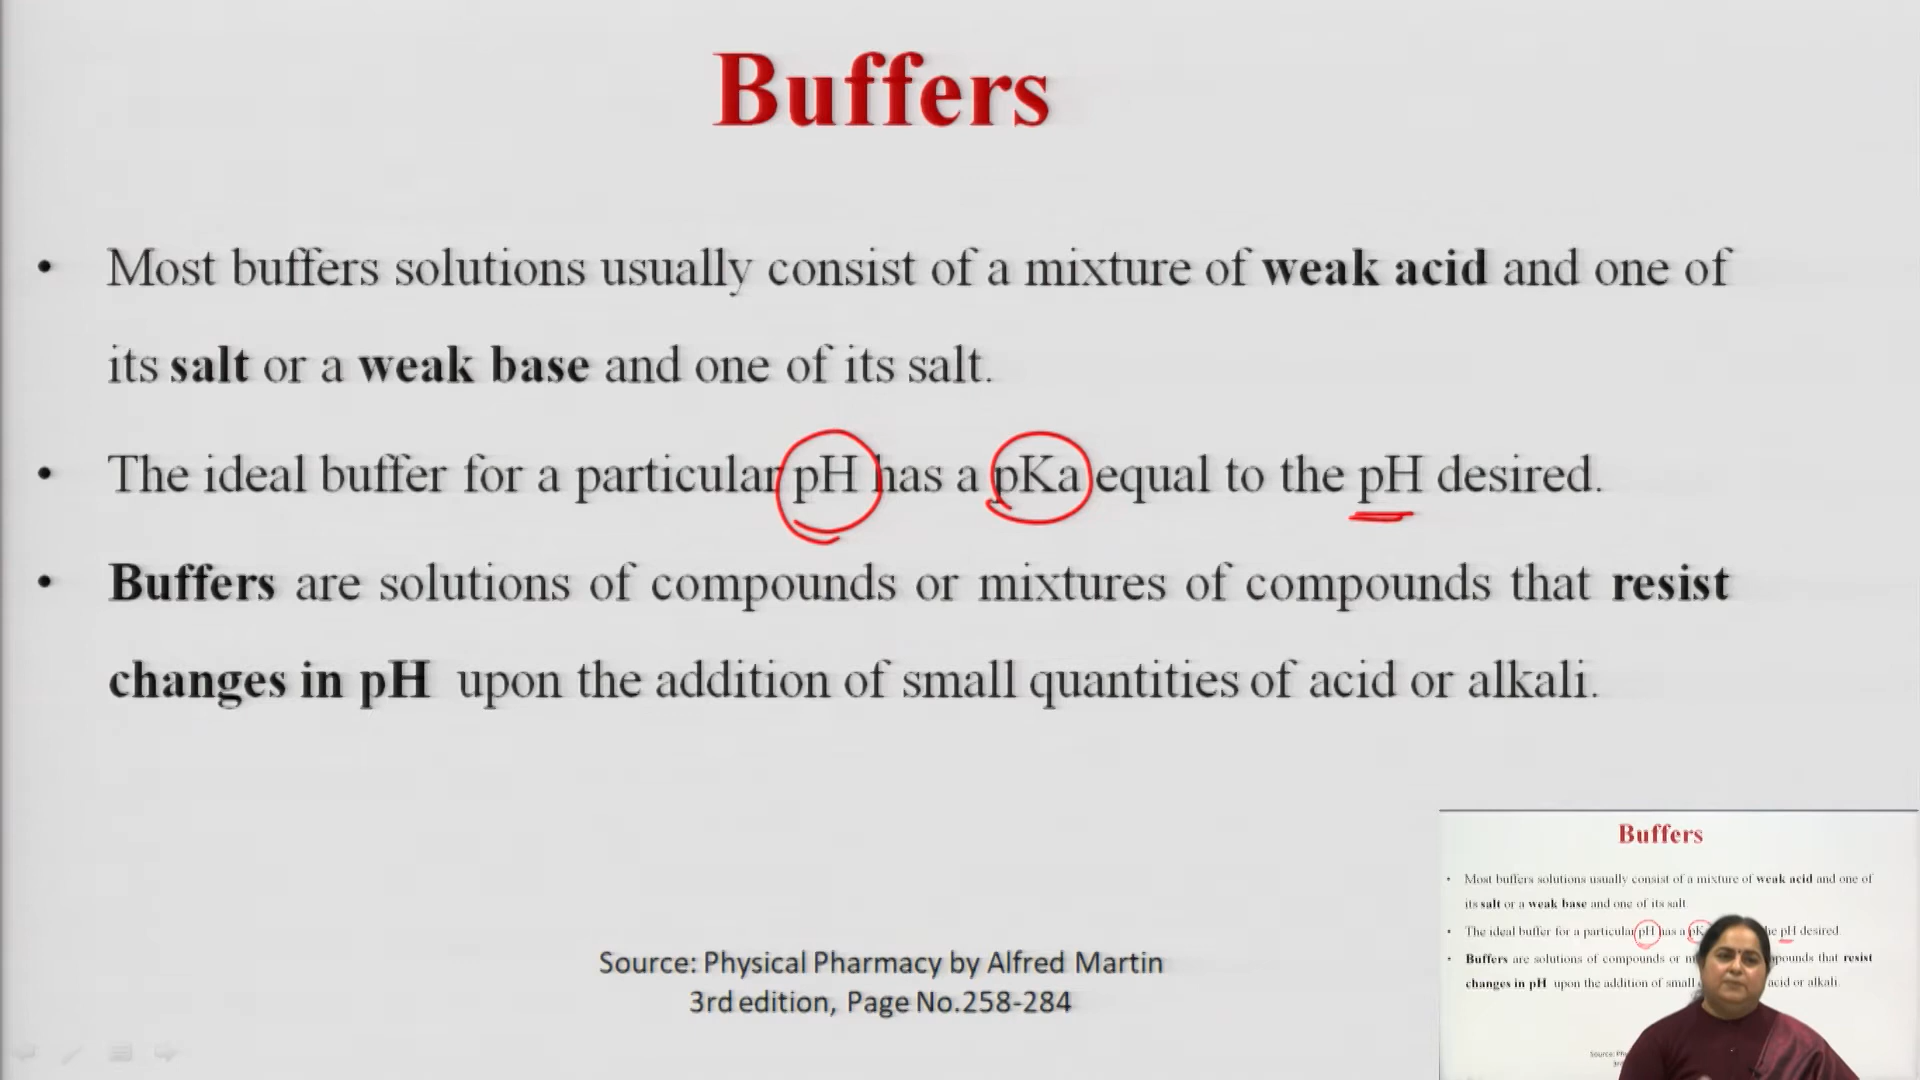 Buffers
• Most buffers solutions usually consist of a mixture of weak acid and one of
its salt or a weak base and one of its salt.
• The ideal buffer for a particular pH has a pKa equal to the pH desired.
• Buffers are solutions of compounds or mixtures of compounds that resist
changes in pH upon the addition of small quantities of acid or alkali.
Source: Physical Pharmacy by Alfred Martin
3rd edition, Page No.258-284
Buffers
• Most buffers solutions usually consist of a mixture of weak acid and one of
its salt or a weak base and one of its salt.
• The ideal buffer for a particular pH has a pH desired.
• Buffers are solutions of compounds or that resist
changes in pH upon the addition of small acid or alkali.
Source: